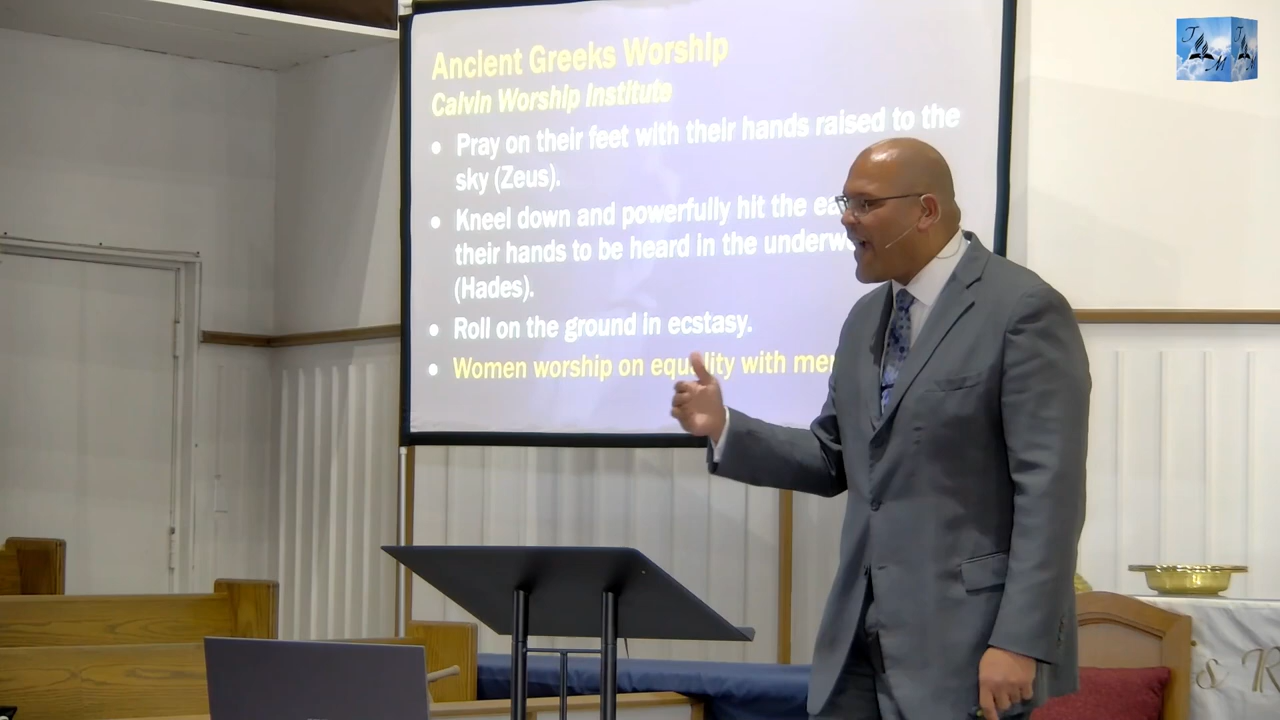 Ancient Greeks Worship
Calvin Worship Institute
• Pray on their feet with their hands raised to the
sky (Zeus).
• Kneel down and powerfully hit the
their hands to be heard in the
(Hades).
• Roll on the ground in ecstasy.
• Women worship on equality with
T M
T M
& R